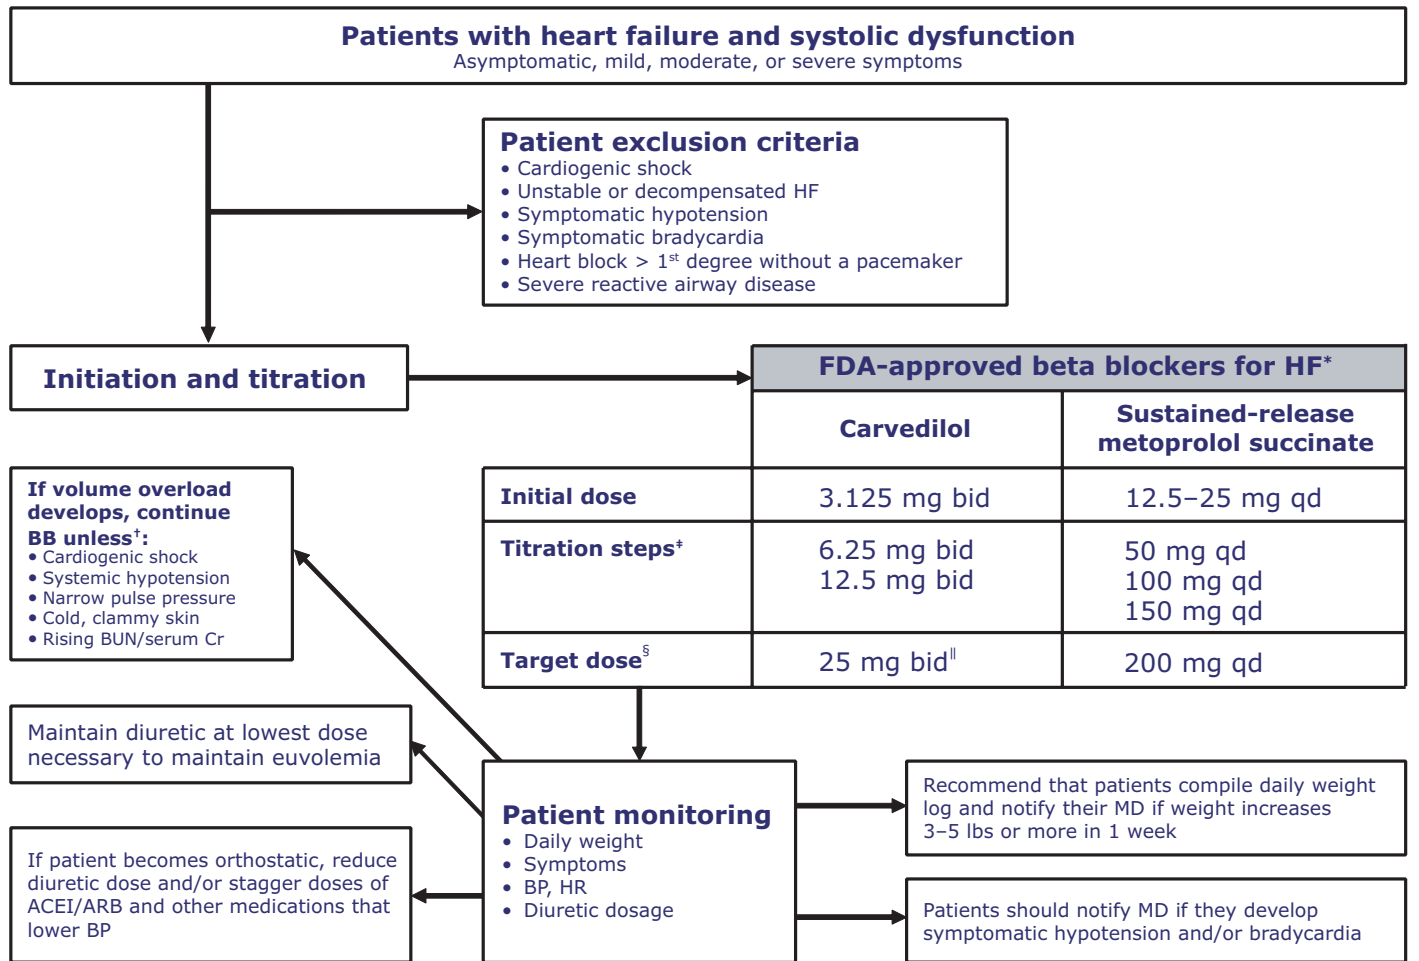 Patients with heart failure and systolic dysfunction
Asymptomatic, mild, moderate, or severe symptoms
Patient exclusion criteria
• Cardiogenic shock
• Unstable or decompensated HF
• Symptomatic hypotension
• Symptomatic bradycardia
• Heart block > 1st degree without a pacemaker
• Severe reactive airway disease
Initiation and titration
FDA-approved beta blockers for HF*
Carvedilol
Sustained-release
metoprolol succinate
Initial dose
3.125 mg bid
12.5–25 mg qd
Titration steps‡
6.25 mg bid
12.5 mg bid
50 mg qd
100 mg qd
150 mg qd
Target dose§
25 mg bid||
200 mg qd
If volume overload
develops, continue
BB unless†:
• Cardiogenic shock
• Systemic hypotension
• Narrow pulse pressure
• Cold, clammy skin
• Rising BUN/serum Cr
Maintain diuretic at lowest dose
necessary to maintain euvolemia
If patient becomes orthostatic, reduce
diuretic dose and/or stagger doses of
ACEI/ARB and other medications that
lower BP
Patient monitoring
• Daily weight
• Symptoms
• BP, HR
• Diuretic dosage
Recommend that patients compile daily weight
log and notify their MD if weight increases
3–5 lbs or more in 1 week
Patients should notify MD if they develop
symptomatic hypotension and/or bradycardia